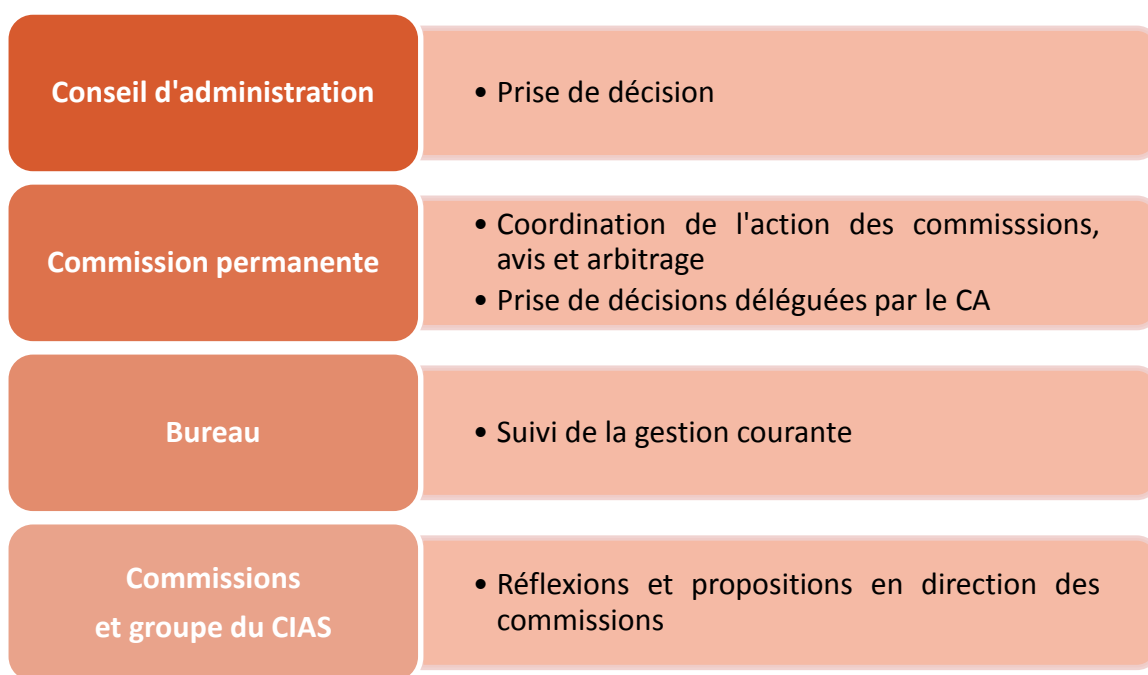 Conseil d'administration
• Prise de décision
Commission permanente
• Coordination de l'action des commisssions,
avis et arbitrage
• Prise de décisions déléguées par le CA
Bureau
• Suivi de la gestion courante
Commissions
et groupe du CIAS
• Réflexions et propositions en direction des
commissions